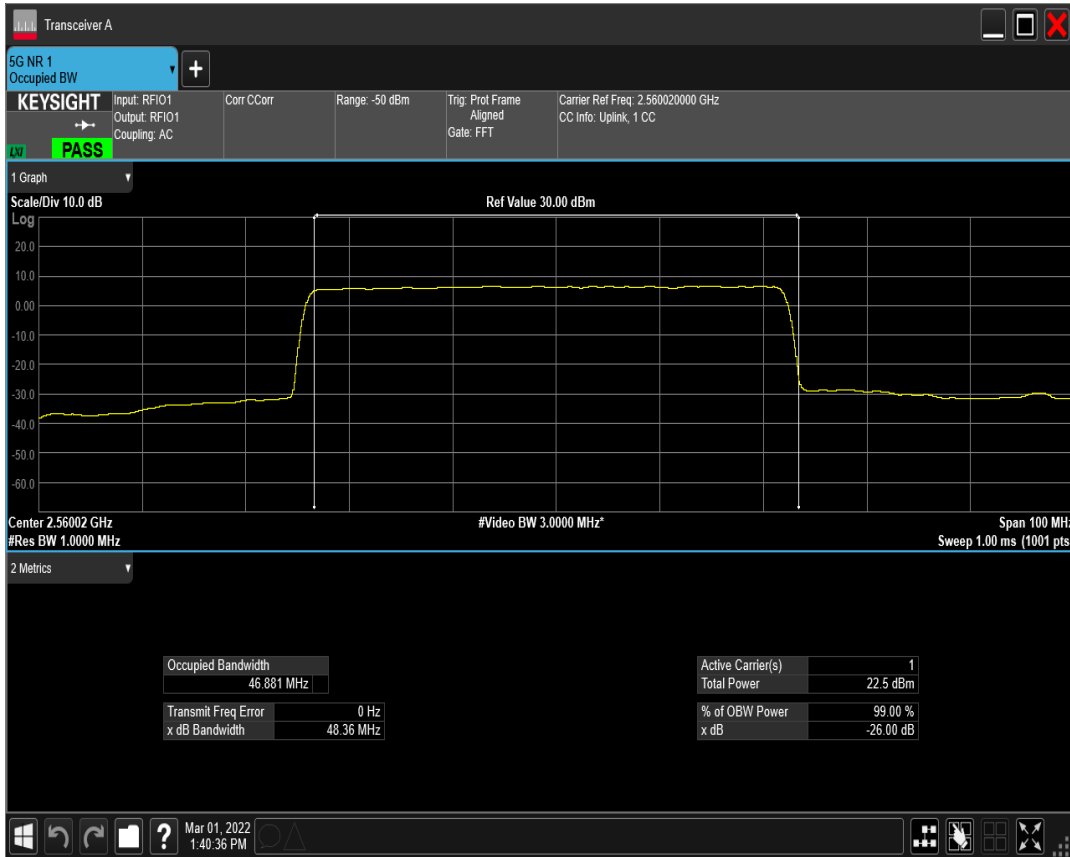 Transceiver A
5G NR 1
Occupied BW
+
KEYSIGHT
LXI
PASS
Input: RFIO1
Output: RFIO1
Coupling: AC
Corr CCorr
Range: -50 dBm
Trig: Prot Frame
Aligned
Gate: FFT
Carrier Ref Freq: 2.560020000 GHz
CC Info: Uplink, 1 CC
1 Graph
Scale/Div 10.0 dB
Ref Value 30.00 dBm
Log
20.0
10.0
0.00
-10.0
-20.0
-30.0
-40.0
-50.0
-60.0
Center 2.56002 GHz
#Video BW 3.0000 MHz*
Span 100 MHz
#Res BW 1.0000 MHz
Sweep 1.00 ms (1001 pts
2 Metrics
Occupied Bandwidth
46.881 MHz
Transmit Freq Error 0 Hz
x dB Bandwidth 48.36 MHz
Active Carrier(s) 1
Total Power 22.5 dBm
% of OBW Power 99.00 %
x dB -26.00 dB
?
Mar 01, 2022
1:40:36 PM